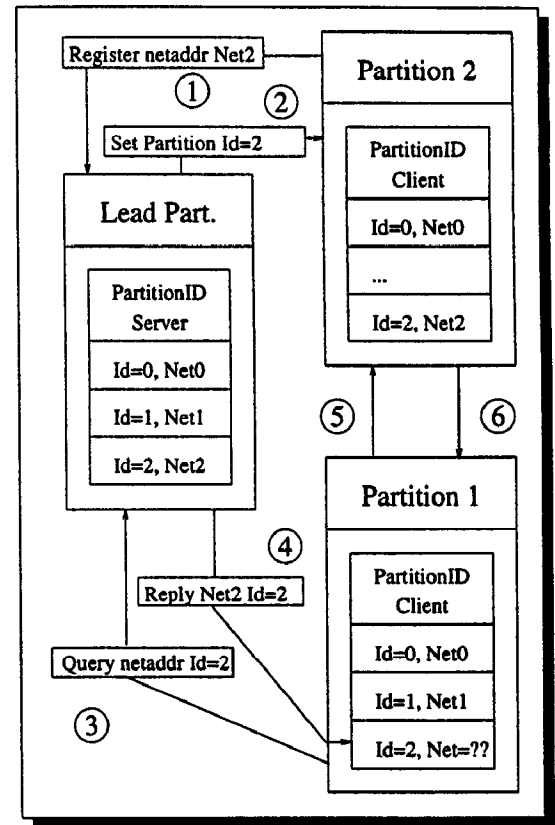 Register netaddr Net2
①
②
Set Partition Id=2
Partition 2
PartitionID
Client
Id=0, Net0
...
Id=2, Net2
Lead Part.
PartitionID
Server
Id=0, Net0
Id=1, Net1
Id=2, Net2
⑤
⑥
Partition 1
PartitionID
Client
Id=0, Net0
Id=1, Net1
Id=2, Net=??
④
Reply Net2 Id=2
Query netaddr Id=2
③